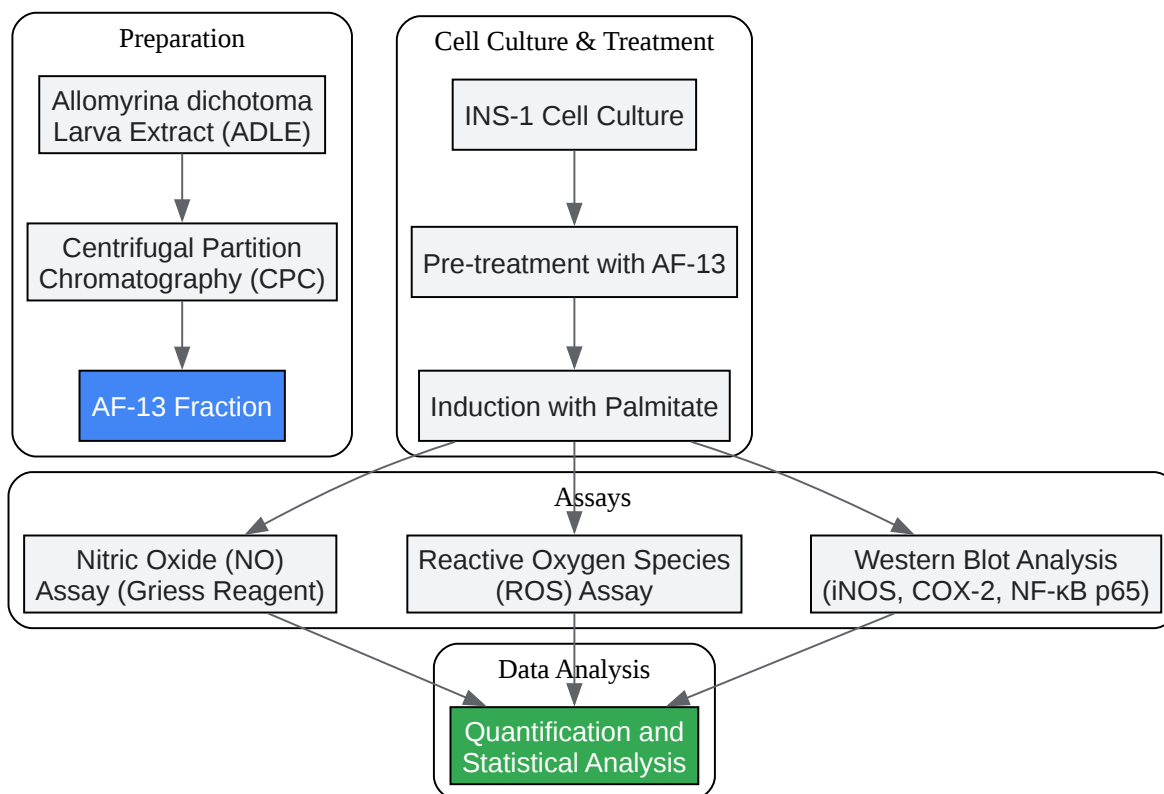 Preparation
Allomyrina dichotoma
Larva Extract (ADLE)
Centrifugal Partition
Chromatography (CPC)
AF-13 Fraction
Cell Culture & Treatment
INS-1 Cell Culture
Pre-treatment with AF-13
Induction with Palmitate
Assays
Nitric Oxide (NO)
Assay (Griess Reagent)
Reactive Oxygen Species
(ROS) Assay
Western Blot Analysis
(iNOS, COX-2, NF-κB p65)
Data Analysis
Quantification and
Statistical Analysis